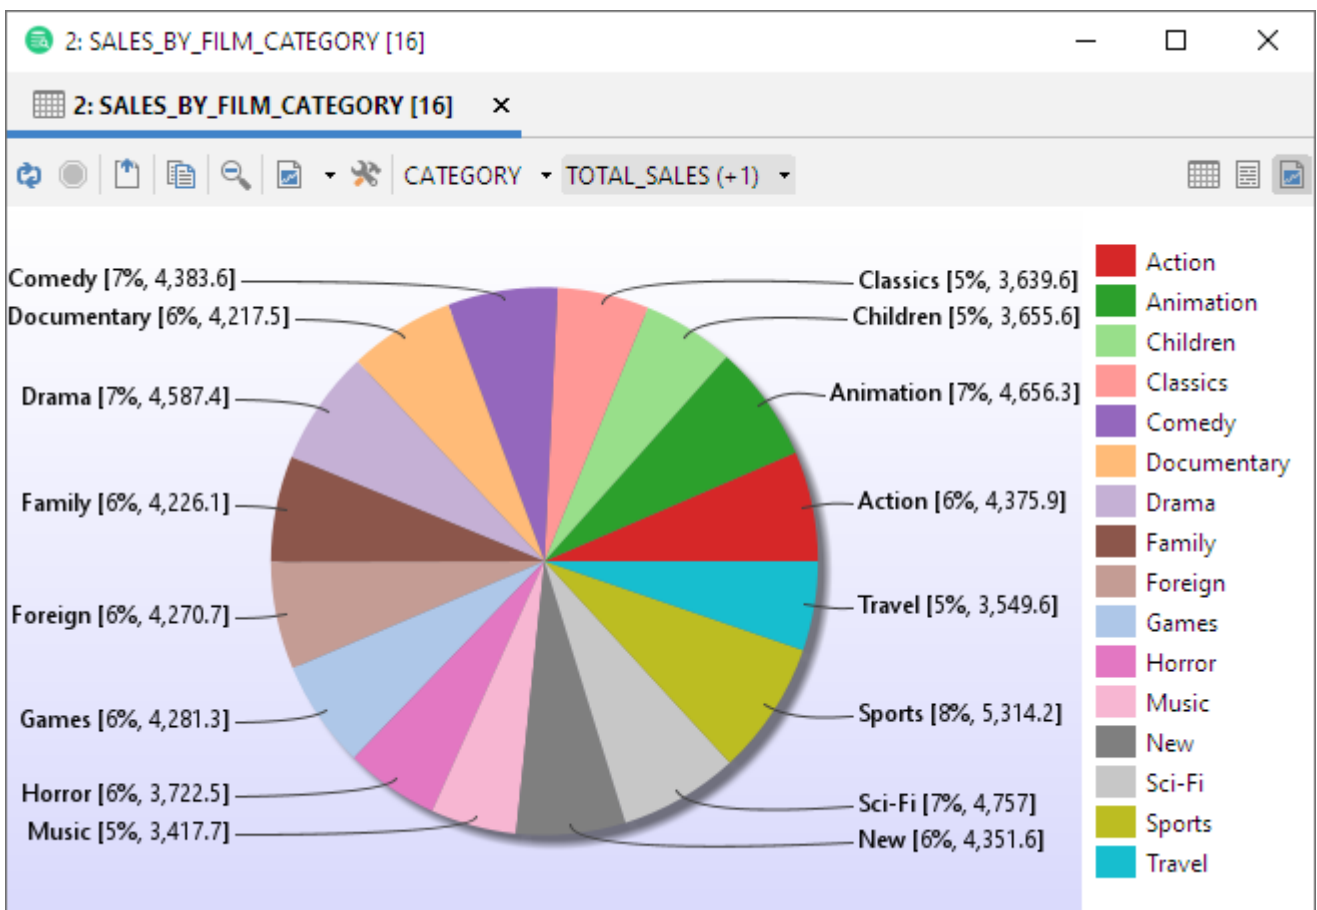 2: SALES_BY_FILM_CATEGORY [16]
2: SALES_BY_FILM_CATEGORY [16]
CATEGORY TOTAL_SALES (+1)
Comedy [7%, 4,383.6]
Documentary [6%, 4,217.5]
Drama [7%, 4,587.4]
Family [6%, 4,226.1]
Foreign [6%, 4,270.7]
Games [6%, 4,281.3]
Horror [6%, 3,722.5]
Music [5%, 3,417.7]
Classics [5%, 3,639.6]
Children [5%, 3,655.6]
Animation [7%, 4,656.3]
Action [6%, 4,375.9]
Travel [5%, 3,549.6]
Sports [8%, 5,314.2]
Sci-Fi [7%, 4,757]
New [6%, 4,351.6]
Action
Animation
Children
Classics
Comedy
Documentary
Drama
Family
Foreign
Games
Horror
Music
New
Sci-Fi
Sports
Travel